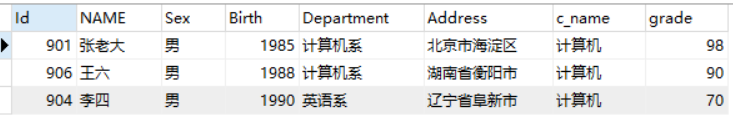 Id NAME Sex Birth Department Address c_name grade
901 张老大 男 1985 计算机系 北京市海淀区 计算机 98
906 王六 男 1988 计算机系 湖南省衡阳市 计算机 90
904 李四 男 1990 英语系 辽宁省阜新市 计算机 70